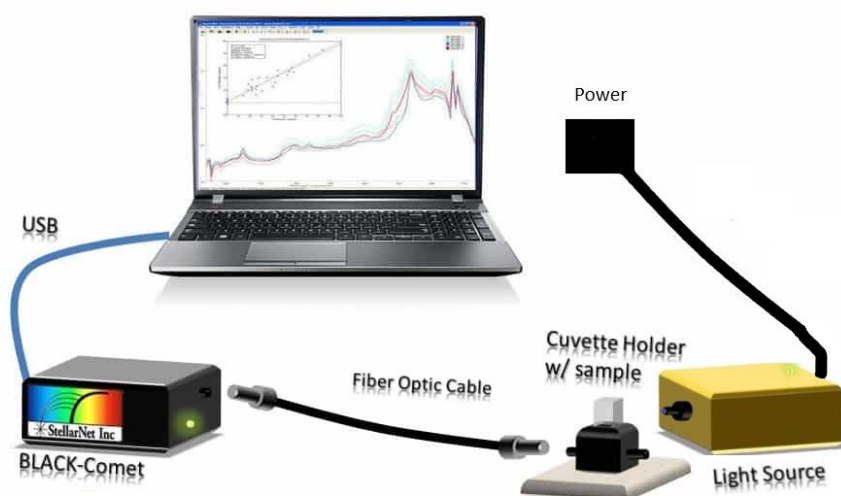 Power
USB
Cuvette Holder
w/ sample
Fiber Optic Cable
StellarNet Inc
BLACK-Comet
Light Source